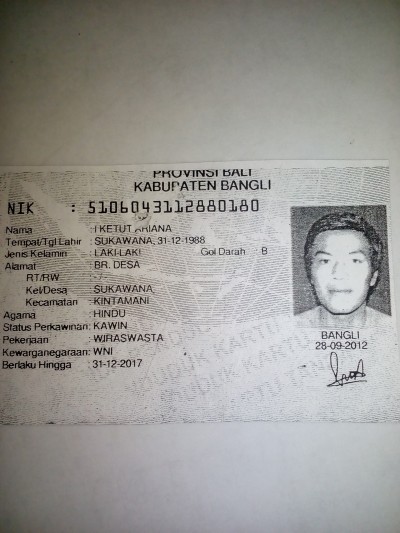 PROVINSI BALI
KABUPATEN BANGLI
NIK : 5106043112880180
Nama : I KETUT ARIANA
Tempat/Tgl Lahir : SUKAWANA, 31-12-1988
Jenis Kelamin : LAKI-LAKI Gol Darah : B
Alamat : BR. DESA
RT/RW : -/-
Kel/Desa : SUKAWANA
Kecamatan : KINTAMANI
Agama : HINDU
Status Perkawinan: KAWIN
Pekerjaan : WIRASWASTA
Kewarganegaraan: WNI
Berlaku Hingga : 31-12-2017
BANGLI
28-09-2012